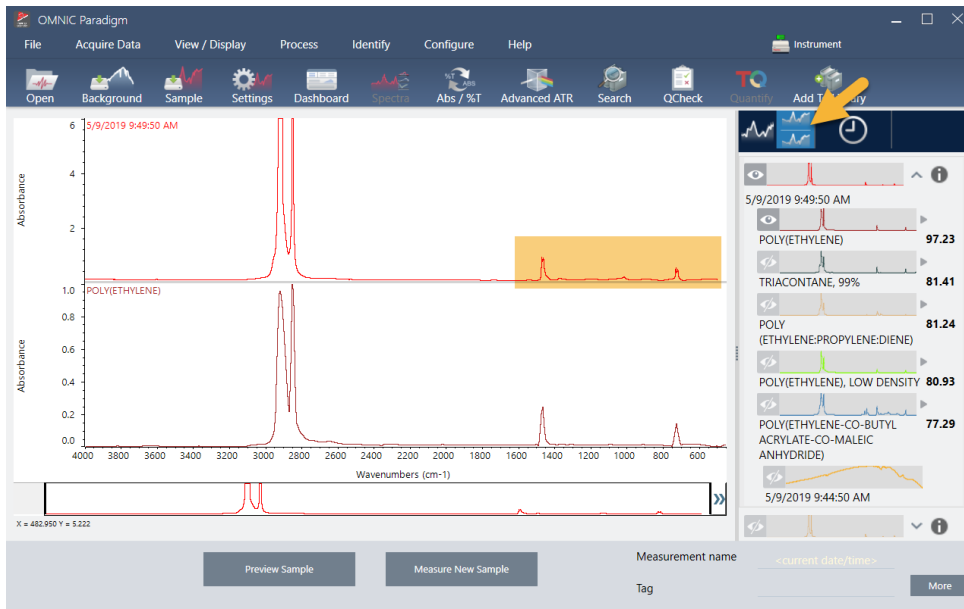 OMNIC Paradigm
File Acquire Data View / Display Process Identify Configure Help Instrument
%T ABS TQ
Open Background Sample Settings Dashboard Spectra Abs / %T Advanced ATR Search QCheck Quantify Add
5/9/2019 9:49:50 AM
6
4
2
Absorbance
POLY(ETHYLENE)
1.0
0.8
0.6
0.4
0.2
0.0
Absorbance
4000 3800 3600 3400 3200 3000 2800 2600 2400 2200 2000 1800 1600 1400 1200 1000 800 600
Wavenumbers (cm-1)
X = 482.950 Y = 5.222
5/9/2019 9:49:50 AM
POLY(ETHYLENE) 97.23
TRIACONTANE, 99% 81.41
POLY 81.24
(ETHYLENE:PROPYLENE:DIENE)
POLY(ETHYLENE), LOW DENSITY 80.93
POLY(ETHYLENE-CO-BUTYL 77.29
ACRYLATE-CO-MALEIC
ANHYDRIDE)
5/9/2019 9:44:50 AM
Preview Sample Measure New Sample
Measurement name <current date/time>
Tag
More